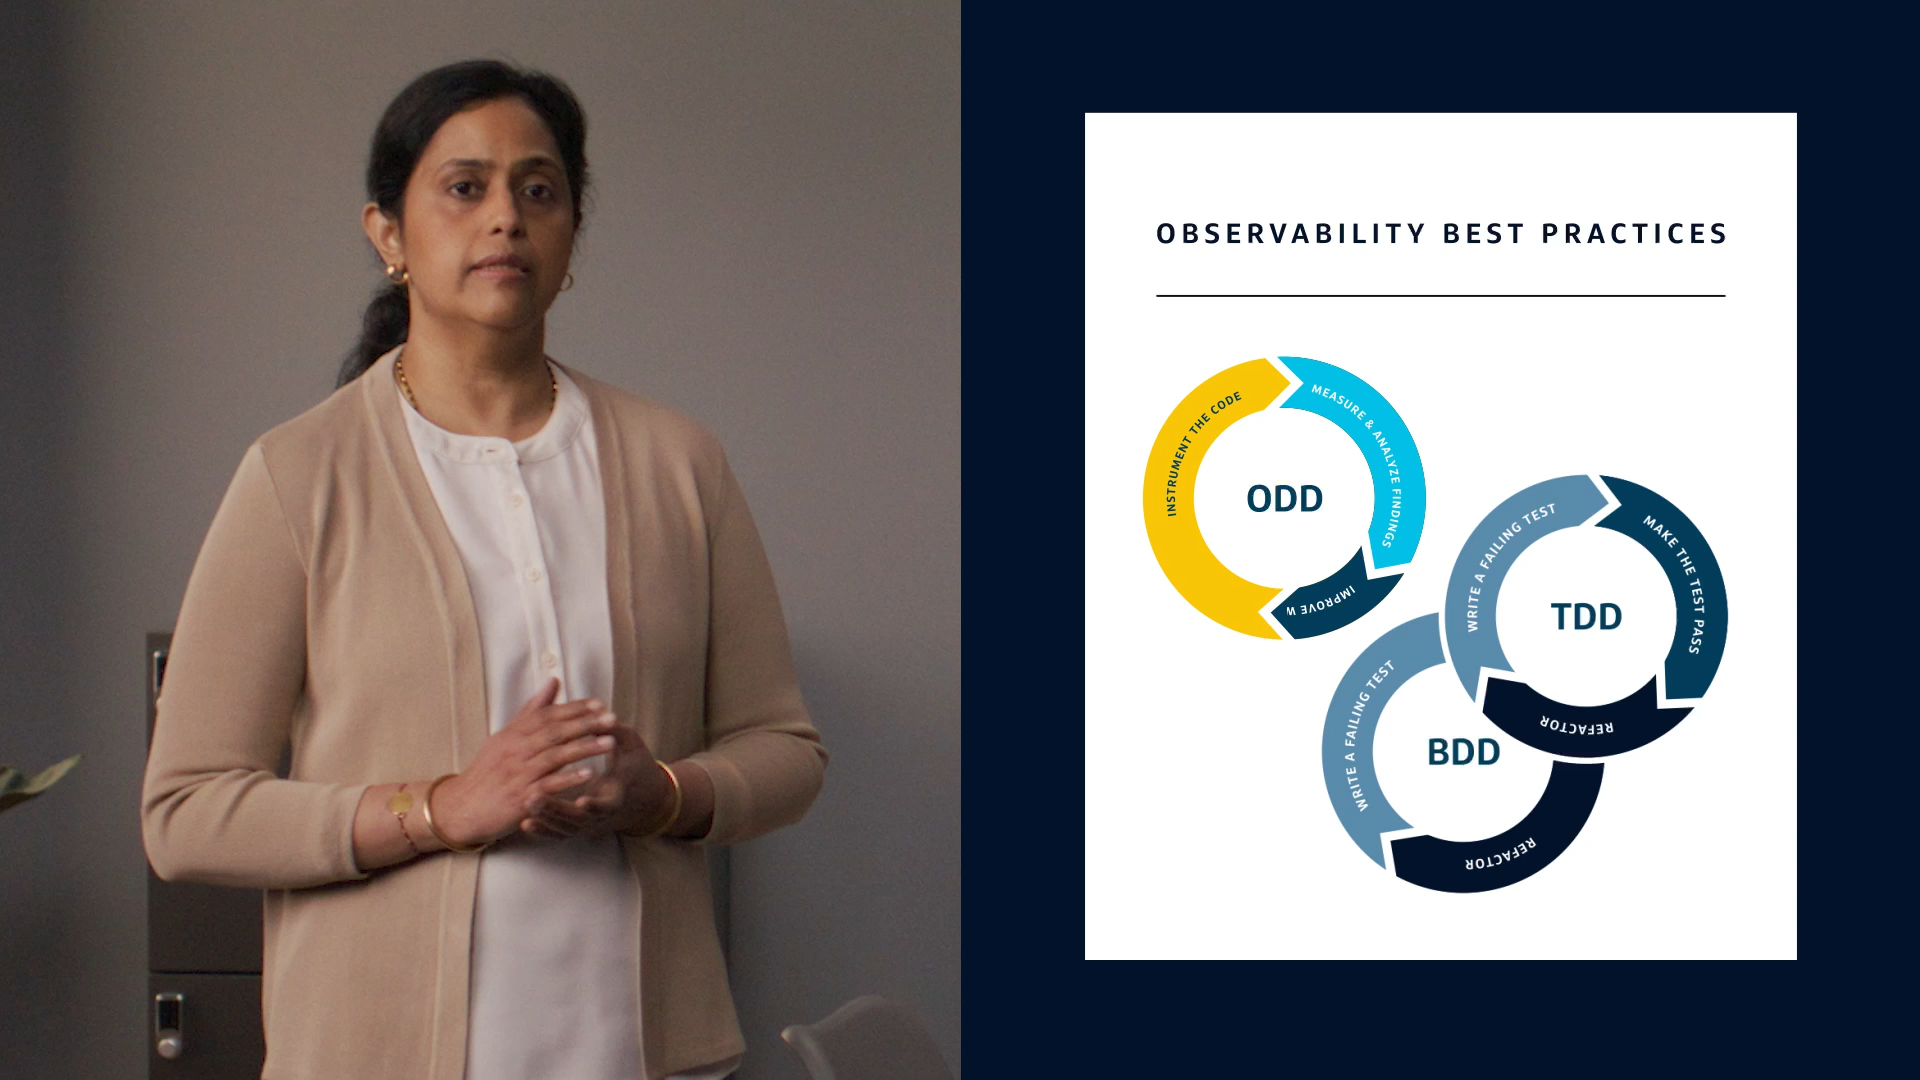 OBSERVABILITY BEST PRACTICES
INSTRUMENT THE CODE
MEASURE & ANALYZE FINDINGS
IMPROVE W
ODD
WRITE A FAILING TEST
MAKE THE TEST PASS
REFACTOR
TDD
WRITE A FAILING TEST
BDD
REFACTOR